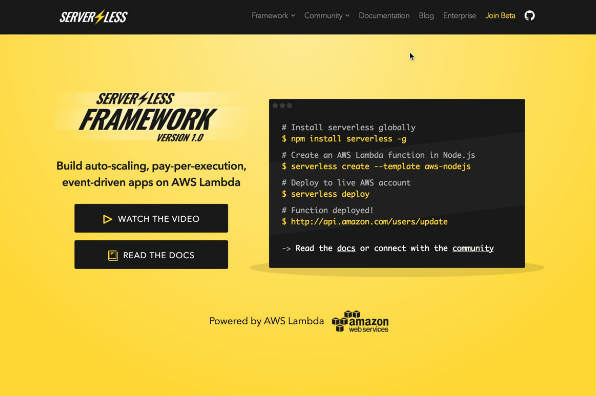 SERVERLESS
Framework Community Documentation Blog Enterprise Join Beta
SERVERLESS
FRAMEWORK
VERSION 1.0
Build auto-scaling, pay-per-execution,
event-driven apps on AWS Lambda
WATCH THE VIDEO
READ THE DOCS
# Install serverless globally
$ npm install serverless -g
# Create an AWS Lambda function in Node.js
$ serverless create --template aws-nodejs
# Deploy to live AWS account
$ serverless deploy
# Function deployed!
$ http://api.amazon.com/users/update
-> Read the docs or connect with the community
Powered by AWS Lambda
amazon
web services